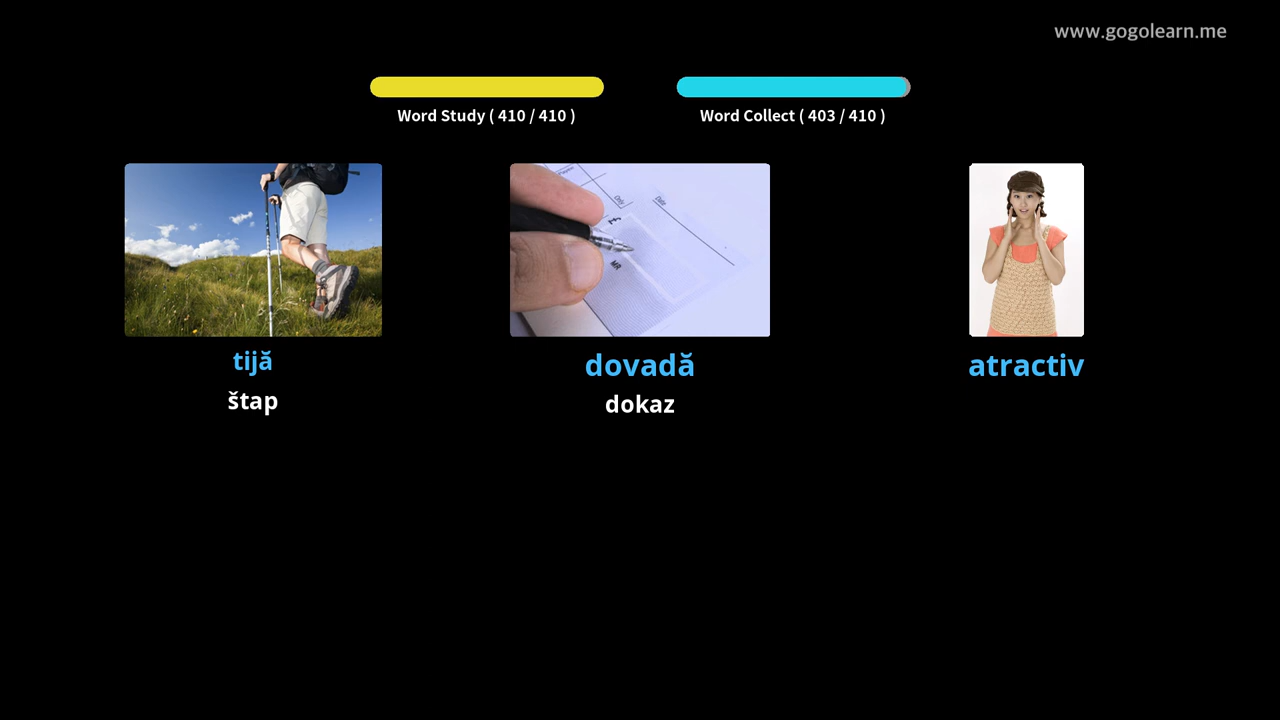 www.gogolearn.me
Word Study ( 410 / 410 )
Word Collect ( 403 / 410 )
tijă
štap
dovadă
dokaz
atractiv